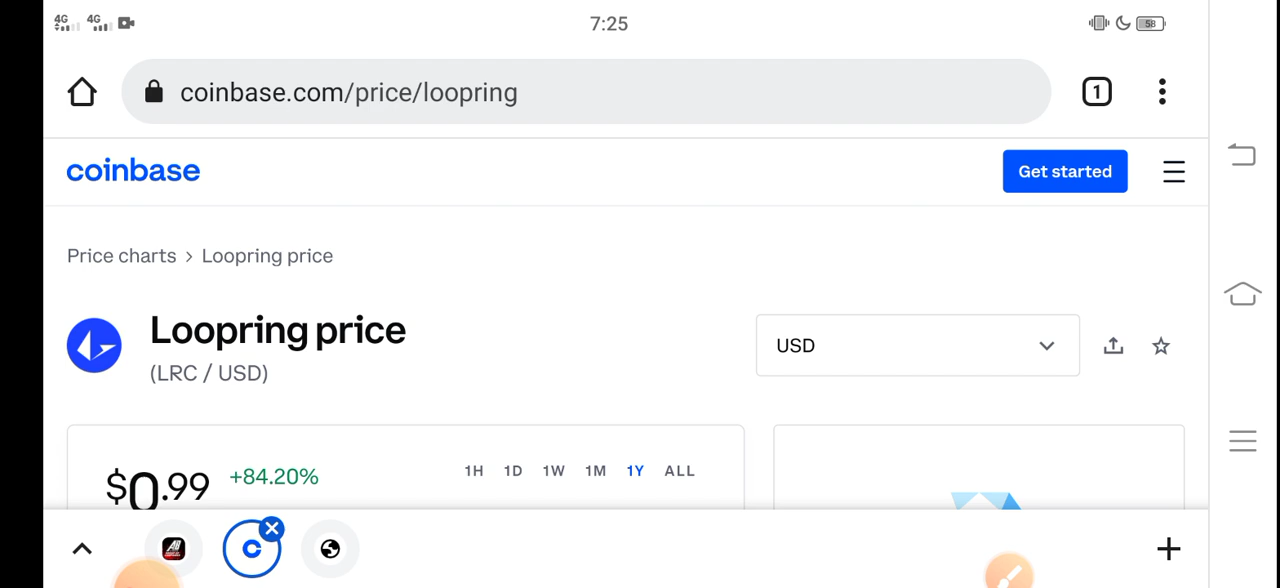 4G 4G 7:25 58
coinbase.com/price/loopring 1
coinbase Get started
Price charts > Loopring price
Loopring price
(LRC / USD)
USD
$0.99 +84.20% 1H 1D 1W 1M 1Y ALL